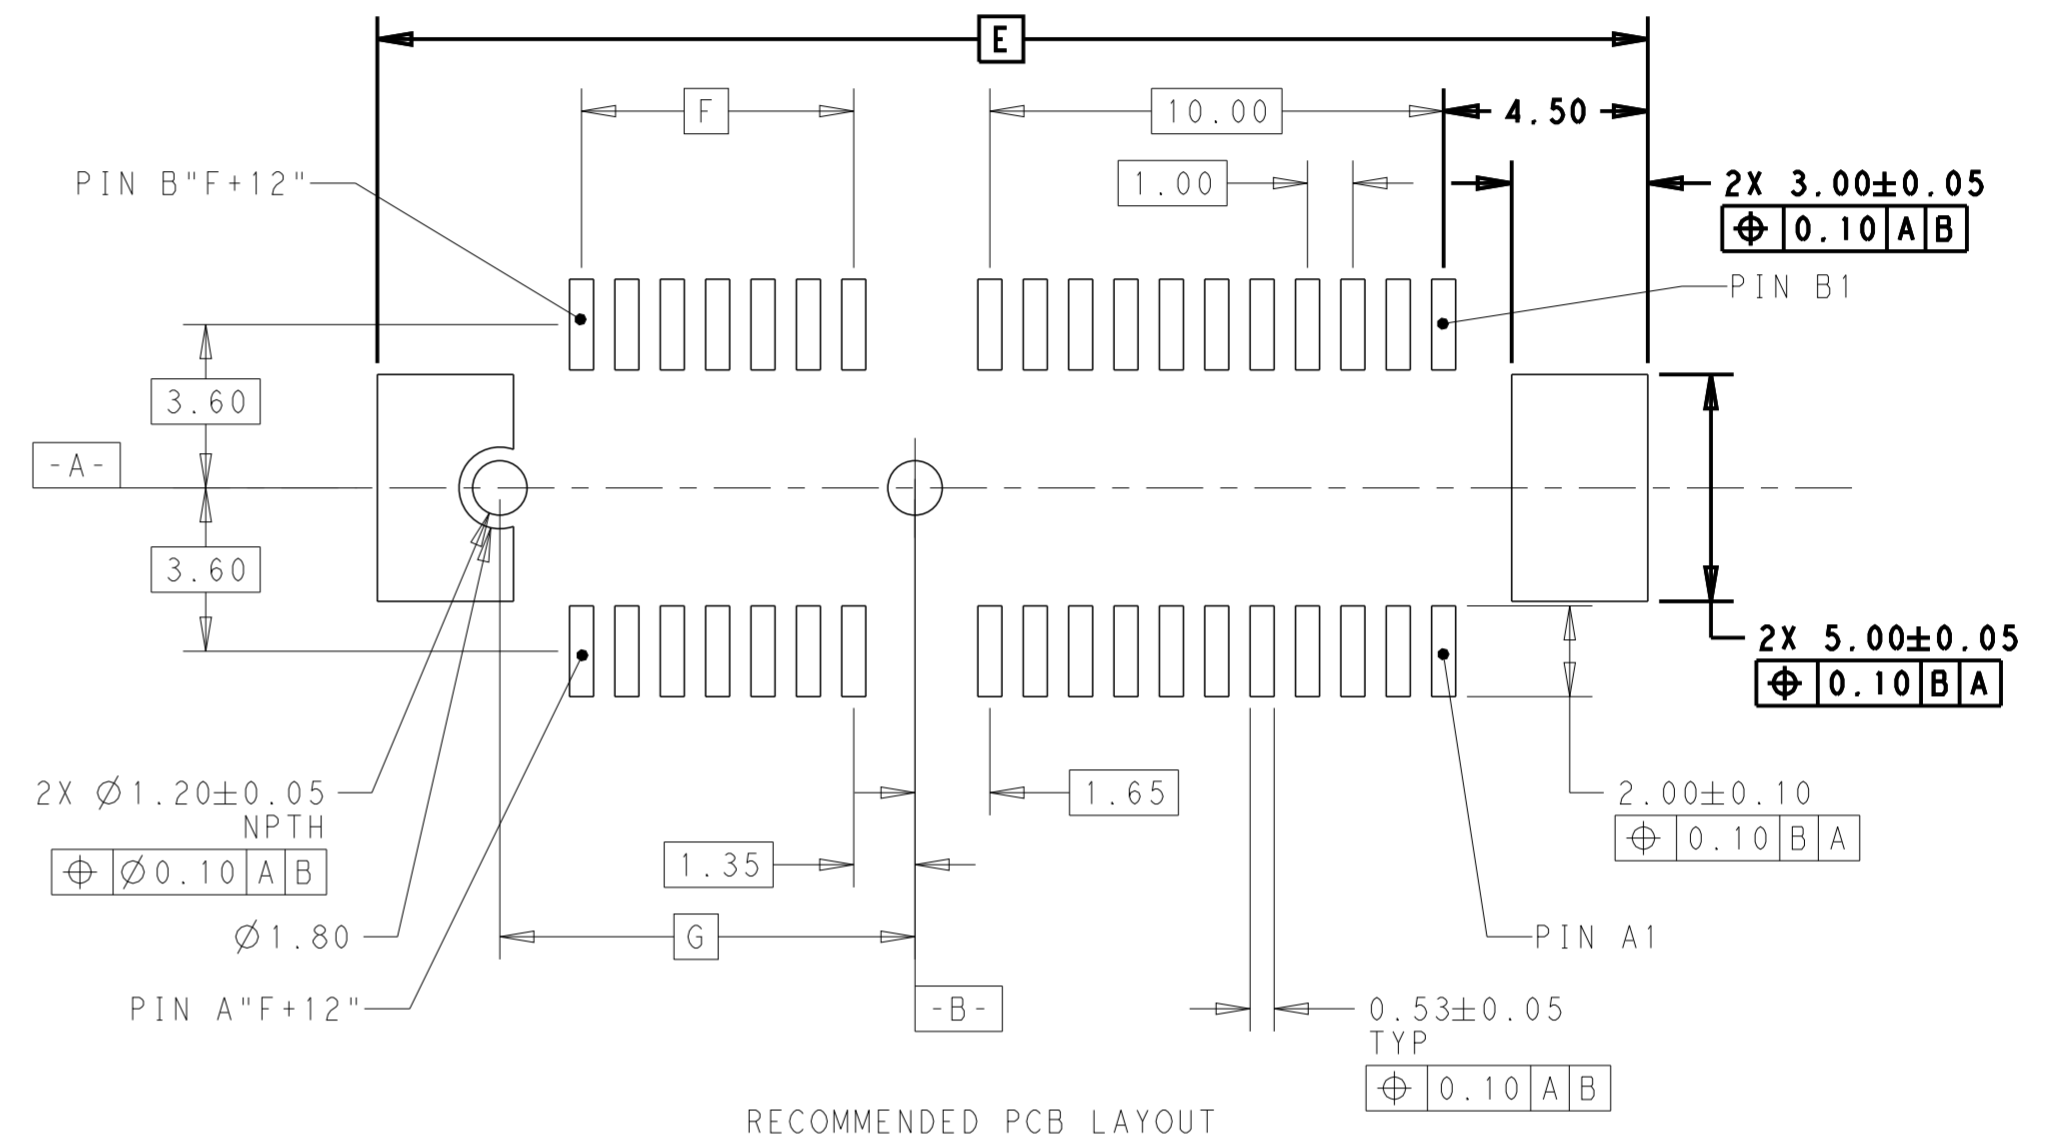 E
F
10.00
4.50
PIN B"F+12"
1.00
2X 3.00±0.05
⌖ 0.10 A B
PIN B1
3.60
-A-
3.60
2X 5.00±0.05
⌖ 0.10 B A
2X Ø1.20±0.05
NPTH
⌖ Ø0.10 A B
1.65
2.00±0.10
⌖ 0.10 B A
1.35
Ø1.80
G
PIN A1
PIN A"F+12"
-B-
0.53±0.05
TYP
⌖ 0.10 A B
RECOMMENDED PCB LAYOUT